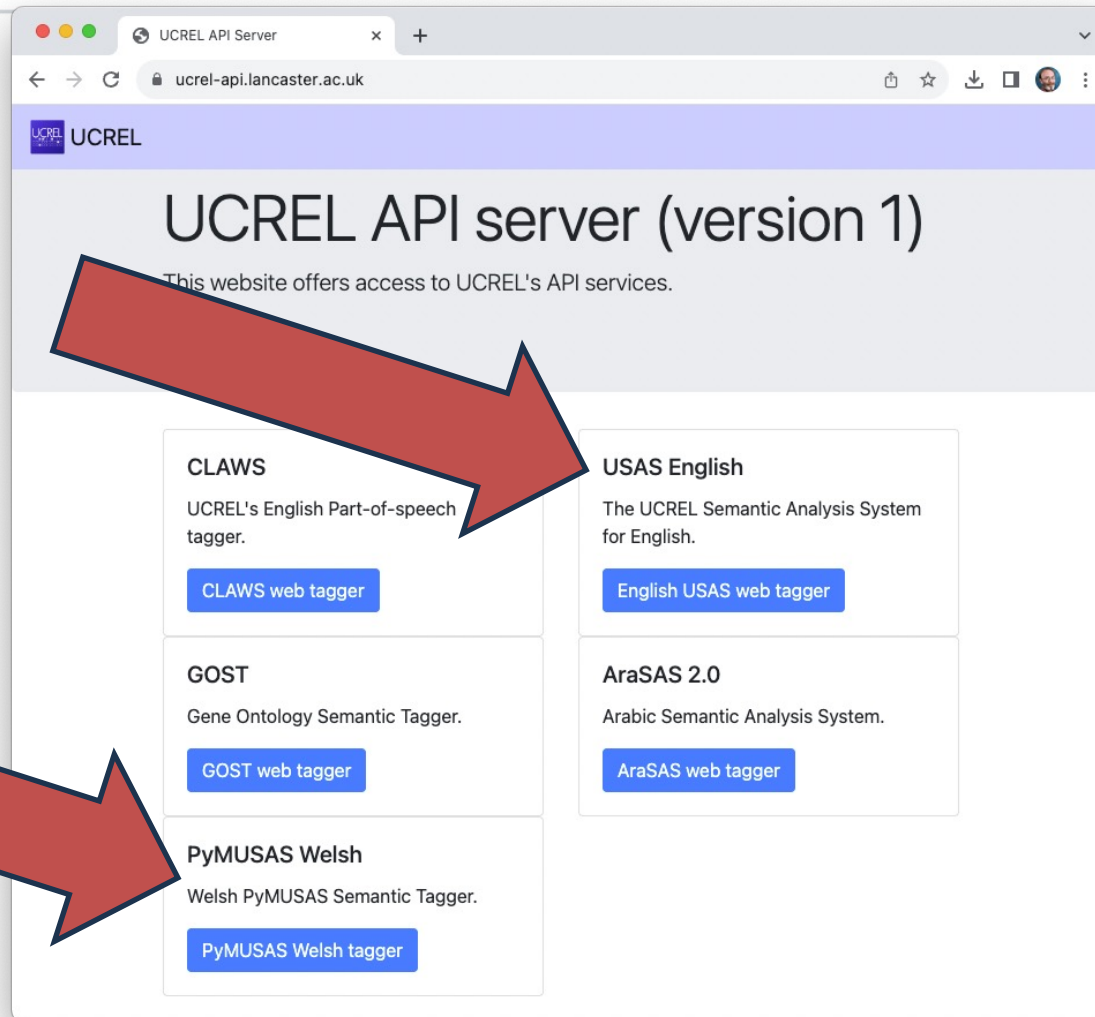 UCREL API Server
ucrel-api.lancaster.ac.uk
UCREL UCREL
UCREL API server (version 1)
This website offers access to UCREL's API services.
CLAWS
UCREL's English Part-of-speech
tagger.
CLAWS web tagger
USAS English
The UCREL Semantic Analysis System
for English.
English USAS web tagger
GOST
Gene Ontology Semantic Tagger.
GOST web tagger
AraSAS 2.0
Arabic Semantic Analysis System.
AraSAS web tagger
PyMUSAS Welsh
Welsh PyMUSAS Semantic Tagger.
PyMUSAS Welsh tagger